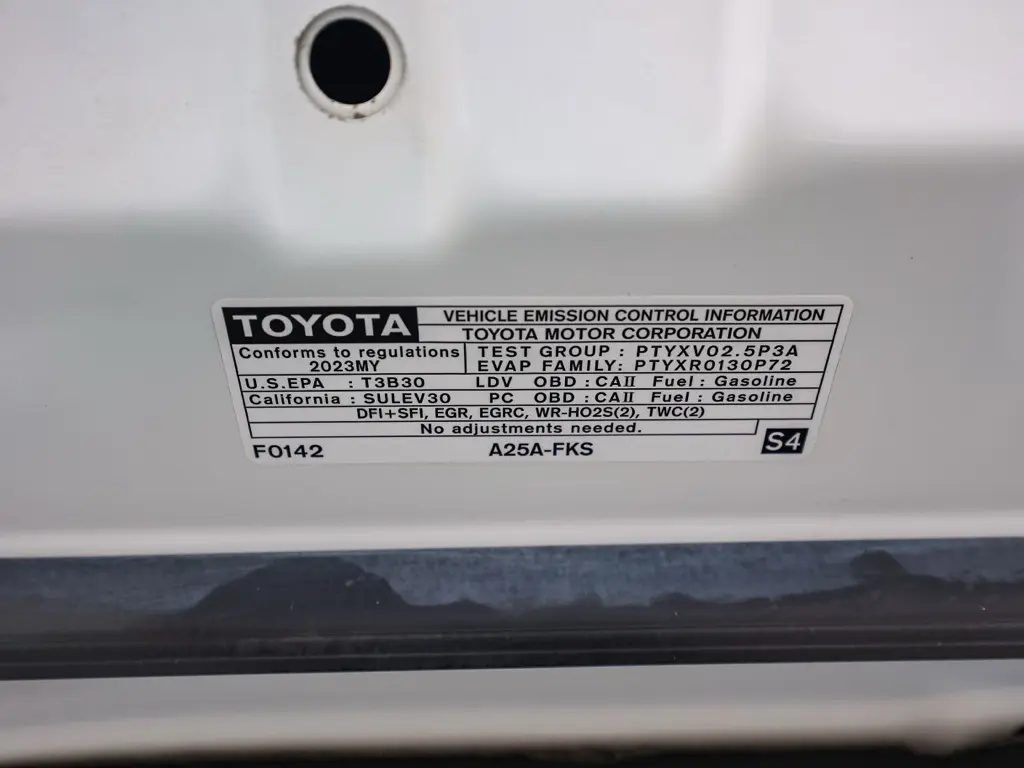 TOYOTA VEHICLE EMISSION CONTROL INFORMATION
TOYOTA MOTOR CORPORATION
Conforms to regulations
2023MY
TEST GROUP : PTYXV02.5P3A
EVAP FAMILY: PTYXR0130P72
U.S.EPA : T3B30 LDV OBD : CAII Fuel : Gasoline
California : SULEV30 PC OBD : CAII Fuel : Gasoline
DFI+SFI, EGR, EGRC, WR-HO2S(2), TWC(2)
No adjustments needed.
F0142 A25A-FKS S4